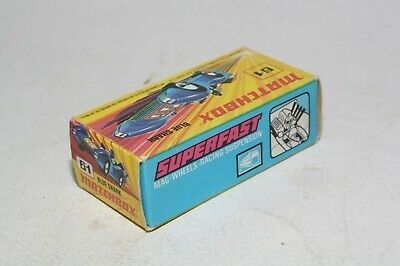 MATCHBOX
61
BLUE SHARK
SUPERFAST
MAG-WHEELS-RACING SUSPENSION
61
BLUE SHARK
MATCHBOX